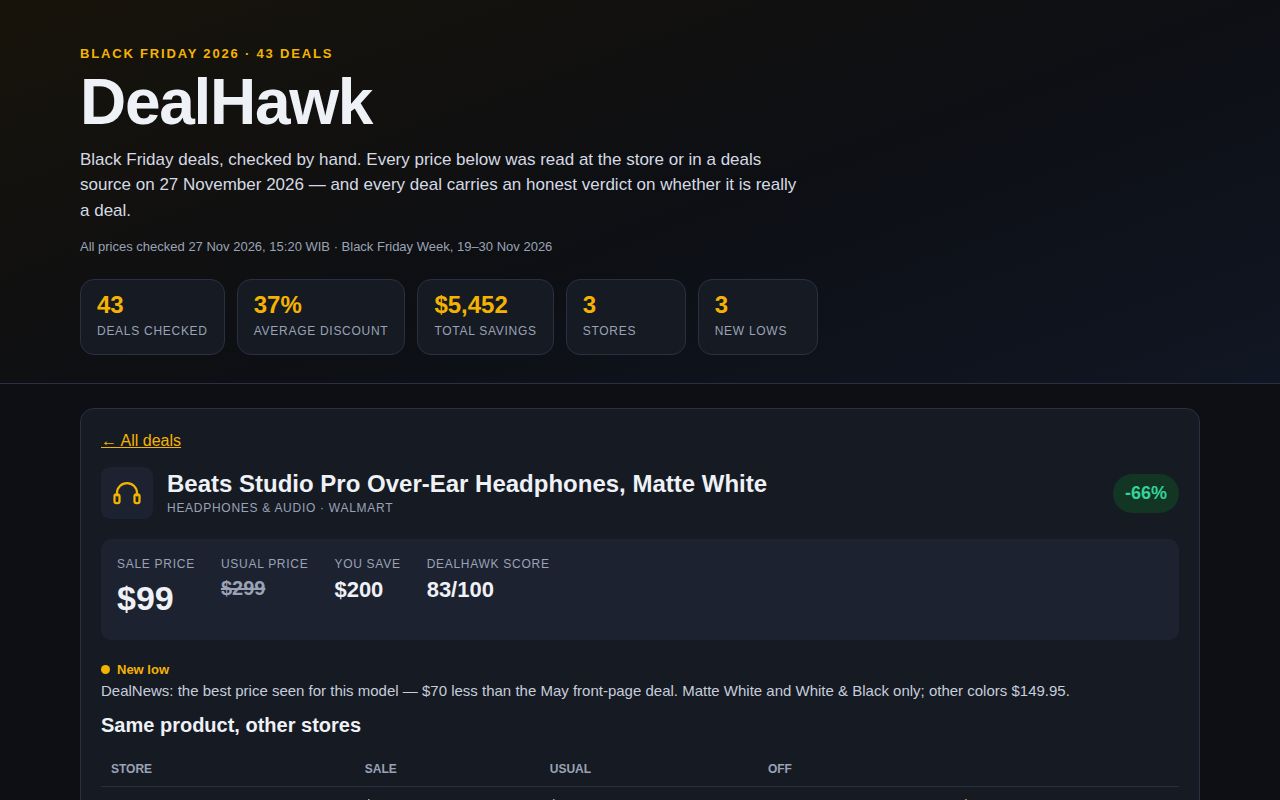 BLACK FRIDAY 2026 · 43 DEALS
DealHawk
Black Friday deals, checked by hand. Every price below was read at the store or in a deals
source on 27 November 2026 — and every deal carries an honest verdict on whether it is really
a deal.
All prices checked 27 Nov 2026, 15:20 WIB · Black Friday Week, 19–30 Nov 2026
43
DEALS CHECKED
37%
AVERAGE DISCOUNT
$5,452
TOTAL SAVINGS
3
STORES
3
NEW LOWS
← All deals
Beats Studio Pro Over-Ear Headphones, Matte White
HEADPHONES & AUDIO · WALMART
-66%
SALE PRICE
$99
USUAL PRICE
$299
YOU SAVE
$200
DEALHAWK SCORE
83/100
New low
DealNews: the best price seen for this model — $70 less than the May front-page deal. Matte White and White & Black only; other colors $149.95.
Same product, other stores
STORE SALE USUAL OFF